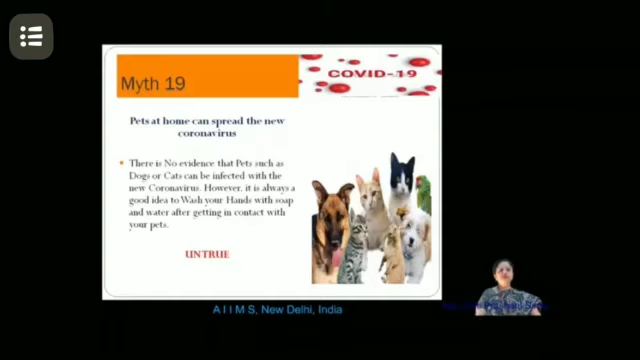 Myth 19
COVID-19
Pets at home can spread the new
coronavirus
There is No evidence that Pets such as
Dogs or Cats can be infected with the
new Coronavirus. However, it is always a
good idea to Wash your Hands with soap
and water after getting in contact with
your pets.
UNTRUE
A I I M S, New Delhi, India